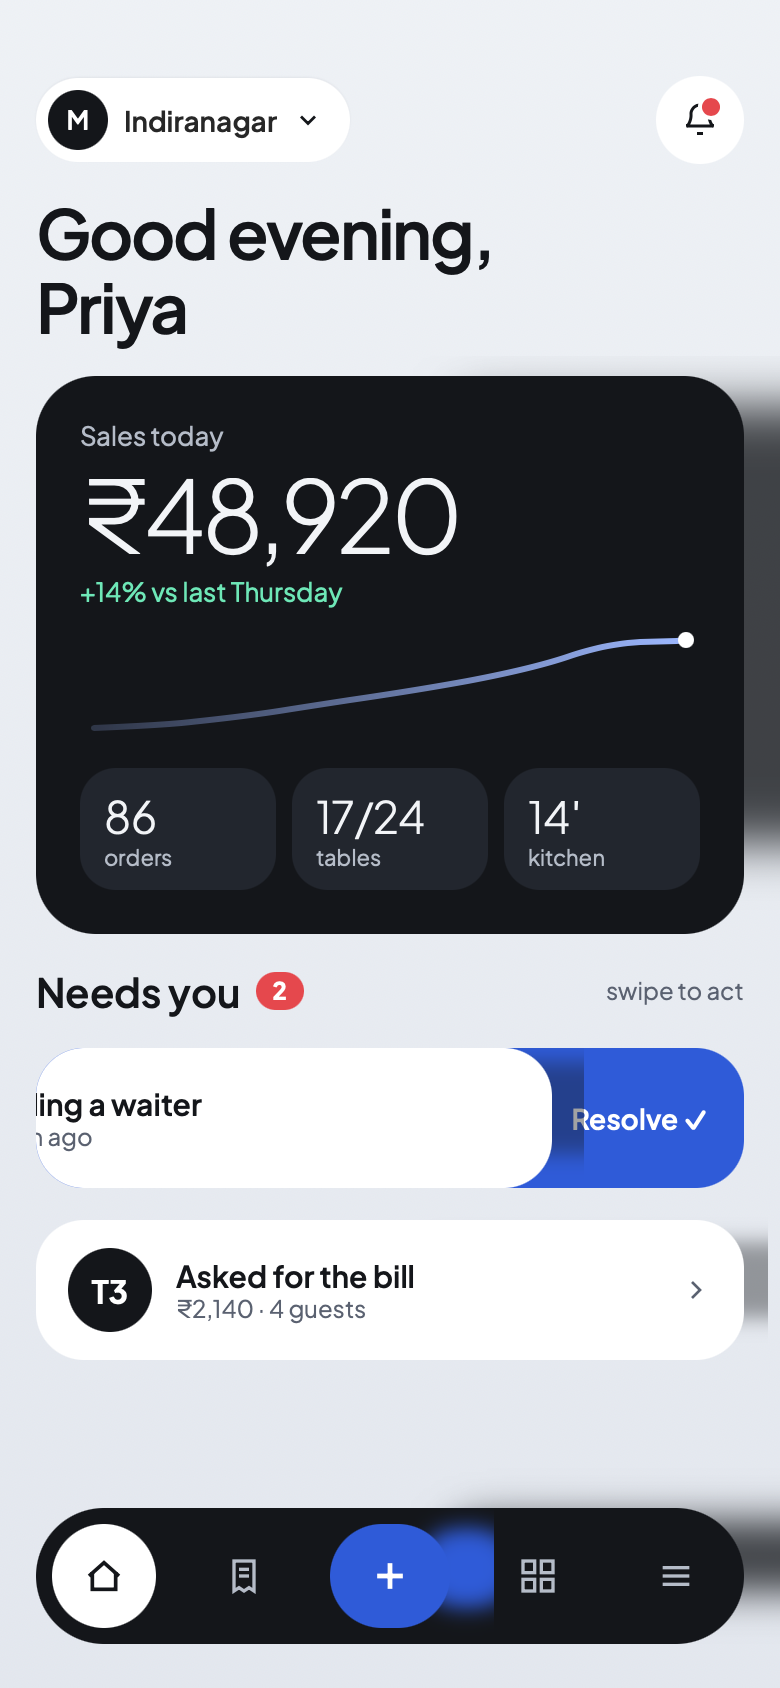 M Indiranagar
Good evening,
Priya
Sales today
₹48,920
+14% vs last Thursday
86
orders
17/24
tables
14'
kitchen
Needs you 2
swipe to act
ling a waiter
ago
Resolve ✓
T3
Asked for the bill
₹2,140 · 4 guests